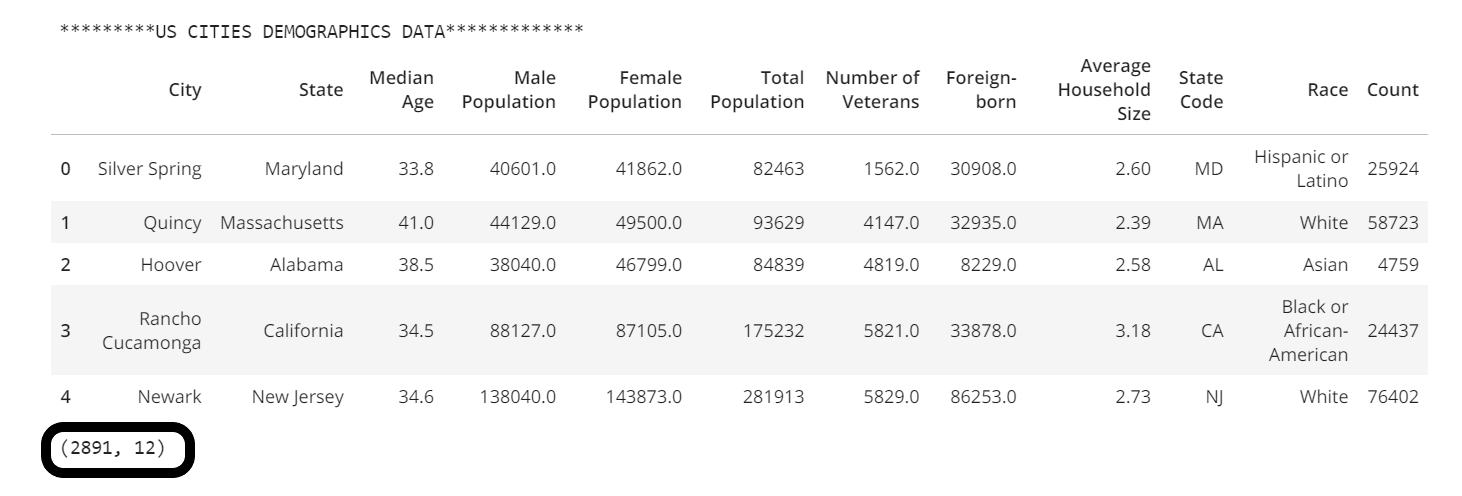 *********US CITIES DEMOGRAPHICS DATA*************
City State Median Age Male Population Female Population Total Population Number of Veterans Foreign-born Average Household Size State Code Race Count
0 Silver Spring Maryland 33.8 40601.0 41862.0 82463 1562.0 30908.0 2.60 MD Hispanic or Latino 25924
1 Quincy Massachusetts 41.0 44129.0 49500.0 93629 4147.0 32935.0 2.39 MA White 58723
2 Hoover Alabama 38.5 38040.0 46799.0 84839 4819.0 8229.0 2.58 AL Asian 4759
3 Rancho Cucamonga California 34.5 88127.0 87105.0 175232 5821.0 33878.0 3.18 CA Black or African-American 24437
4 Newark New Jersey 34.6 138040.0 143873.0 281913 5829.0 86253.0 2.73 NJ White 76402
(2891, 12)